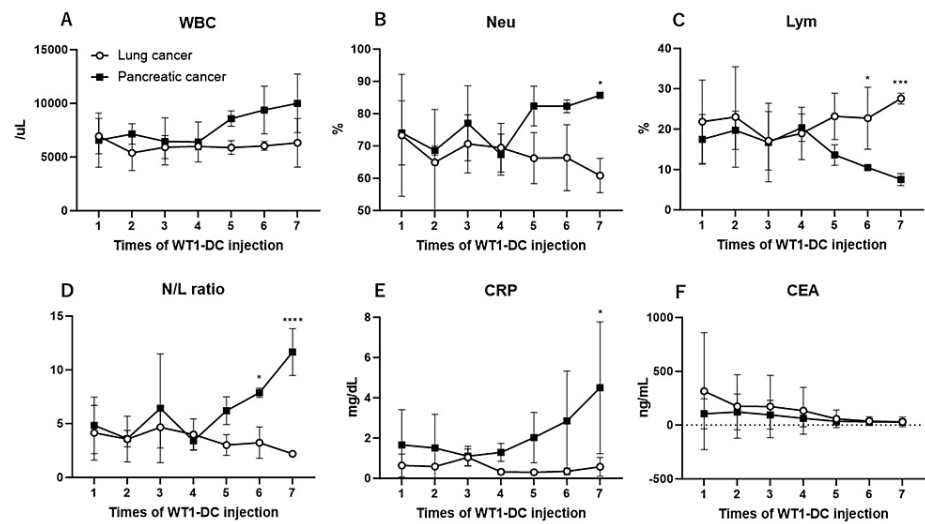 A
WBC
Lung cancer
Pancreatic cancer
/uL
15000
10000
5000
0
1 2 3 4 5 6 7
Times of WT1-DC injection
B
Neu
%
100
90
80
70
60
50
*
1 2 3 4 5 6 7
Times of WT1-DC injection
C
Lym
%
40
30
20
10
0
*
***
1 2 3 4 5 6 7
Times of WT1-DC injection
D
N/L ratio
15
10
5
0
*
****
1 2 3 4 5 6 7
Times of WT1-DC injection
E
CRP
mg/dL
8
6
4
2
0
*
1 2 3 4 5 6 7
Times of WT1-DC injection
F
CEA
ng/mL
1000
500
0
-500
1 2 3 4 5 6 7
Times of WT1-DC injection